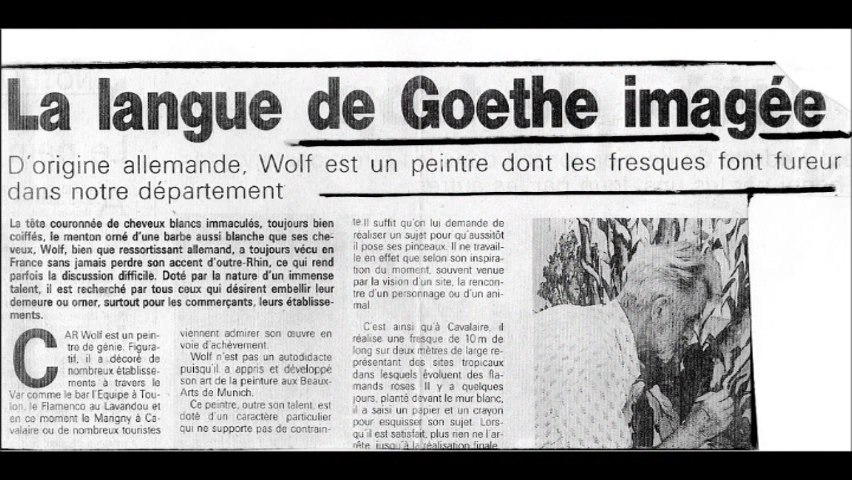 La langue de Goethe imagée
D'origine allemande, Wolf est un peintre dont les fresques font fureur
dans notre département
La tête couronnée de cheveux blancs immaculés, toujours bien
coiffés, le menton orné d'une barbe aussi blanche que ses che-
veux, Wolf, bien que ressortissant allemand, a toujours vécu en
France sans jamais perdre son accent d'outre-Rhin, ce qui rend
parfois la discussion difficile. Doté par la nature d'un immense
talent, il est recherché par tous ceux qui désirent embellir leur
demeure ou orner, surtout pour les commerçants, leurs établisse-
ments.
CAR Wolf est un pein-
tre de génie. Figura-
tif, il a décoré de
nombreux établisse-
ments à travers le
Var comme le bar l'Equipe à Tou-
lon, le Flamenco au Lavandou et
en ce moment le Marigny à Ca-
valaire ou de nombreux touristes
viennent admirer son œuvre en
voie d'achèvement.
Wolf n'est pas un autodidacte
puisqu'il a appris et développé
son art de la peinture aux Beaux-
Arts de Munich.
Ce peintre, outre son talent, est
doté d'un caractère particulier
qui ne supporte pas de contrain-
te Il suffit qu'on lui demande de
réaliser un sujet pour qu'aussitôt
il pose ses pinceaux. Il ne travail-
le en effet que selon son inspira-
tion du moment, souvent venue
par la vision d'un site, la rencon-
tre d'un personnage ou d'un ani-
mal
C'est ainsi qu'à Cavalaire, il
réalise une fresque de 10 m de
long sur deux mètres de large re-
présentant des sites tropicaux
dans lesquels évoluent des fla-
mands roses Il y a quelques
jours, planté devant le mur blanc,
il a saisi un papier et un crayon
pour esquisser son sujet. Lors-
qu'il est satisfait, plus rien ne l'ar-
rête, jusqu'à la réalisation finale